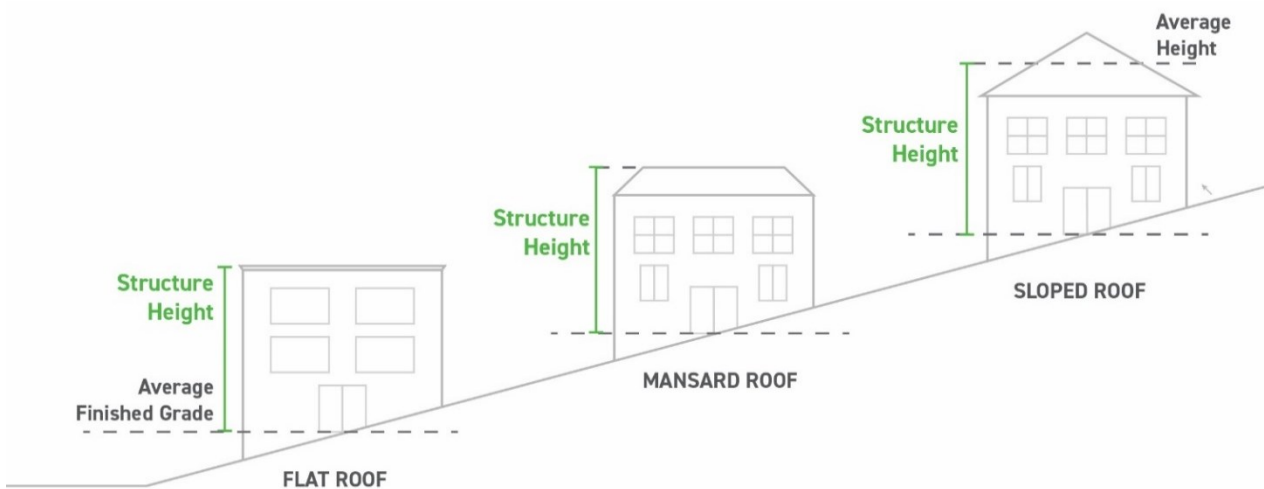 Average
Height
Structure
Height
Structure
Height
SLOPED ROOF
Structure
Height
MANSARD ROOF
Average
Finished Grade
FLAT ROOF